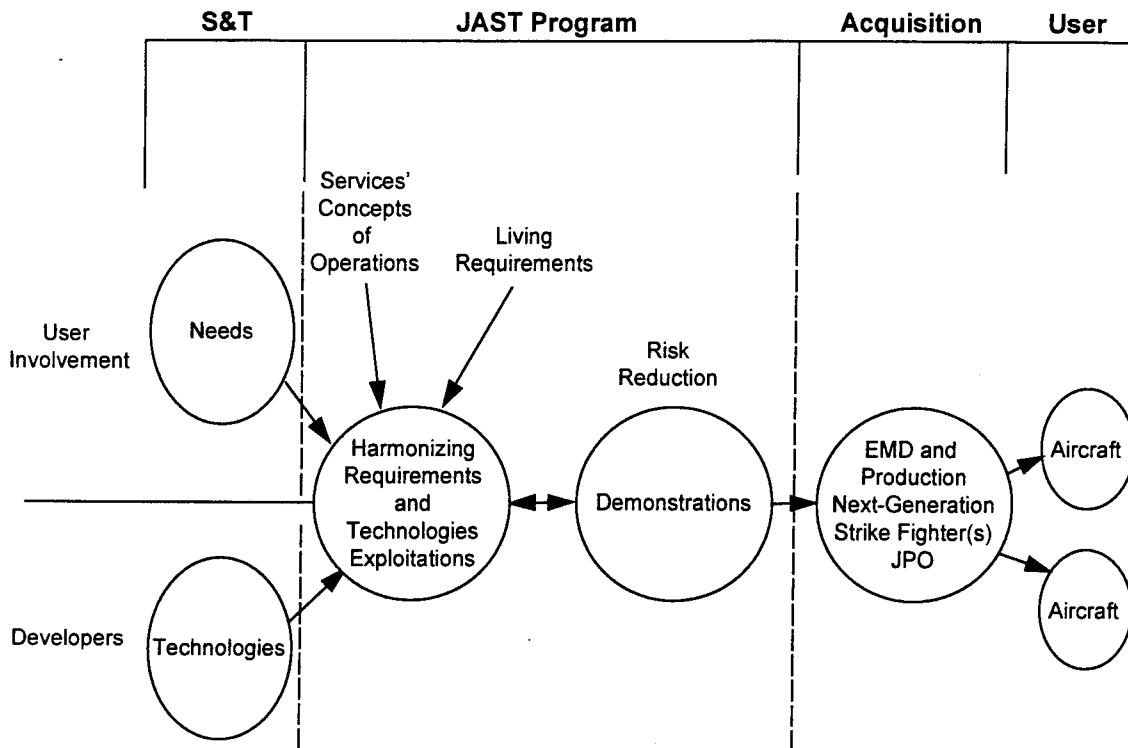 S&T
JAST Program
Acquisition
User
Services'
Concepts
of
Operations
Living
Requirements
User
Involvement
Needs
Risk
Reduction
Harmonizing
Requirements
and
Technologies
Exploitations
Demonstrations
EMD and
Production
Next-Generation
Strike Fighter(s)
JPO
Aircraft
Aircraft
Developers
Technologies